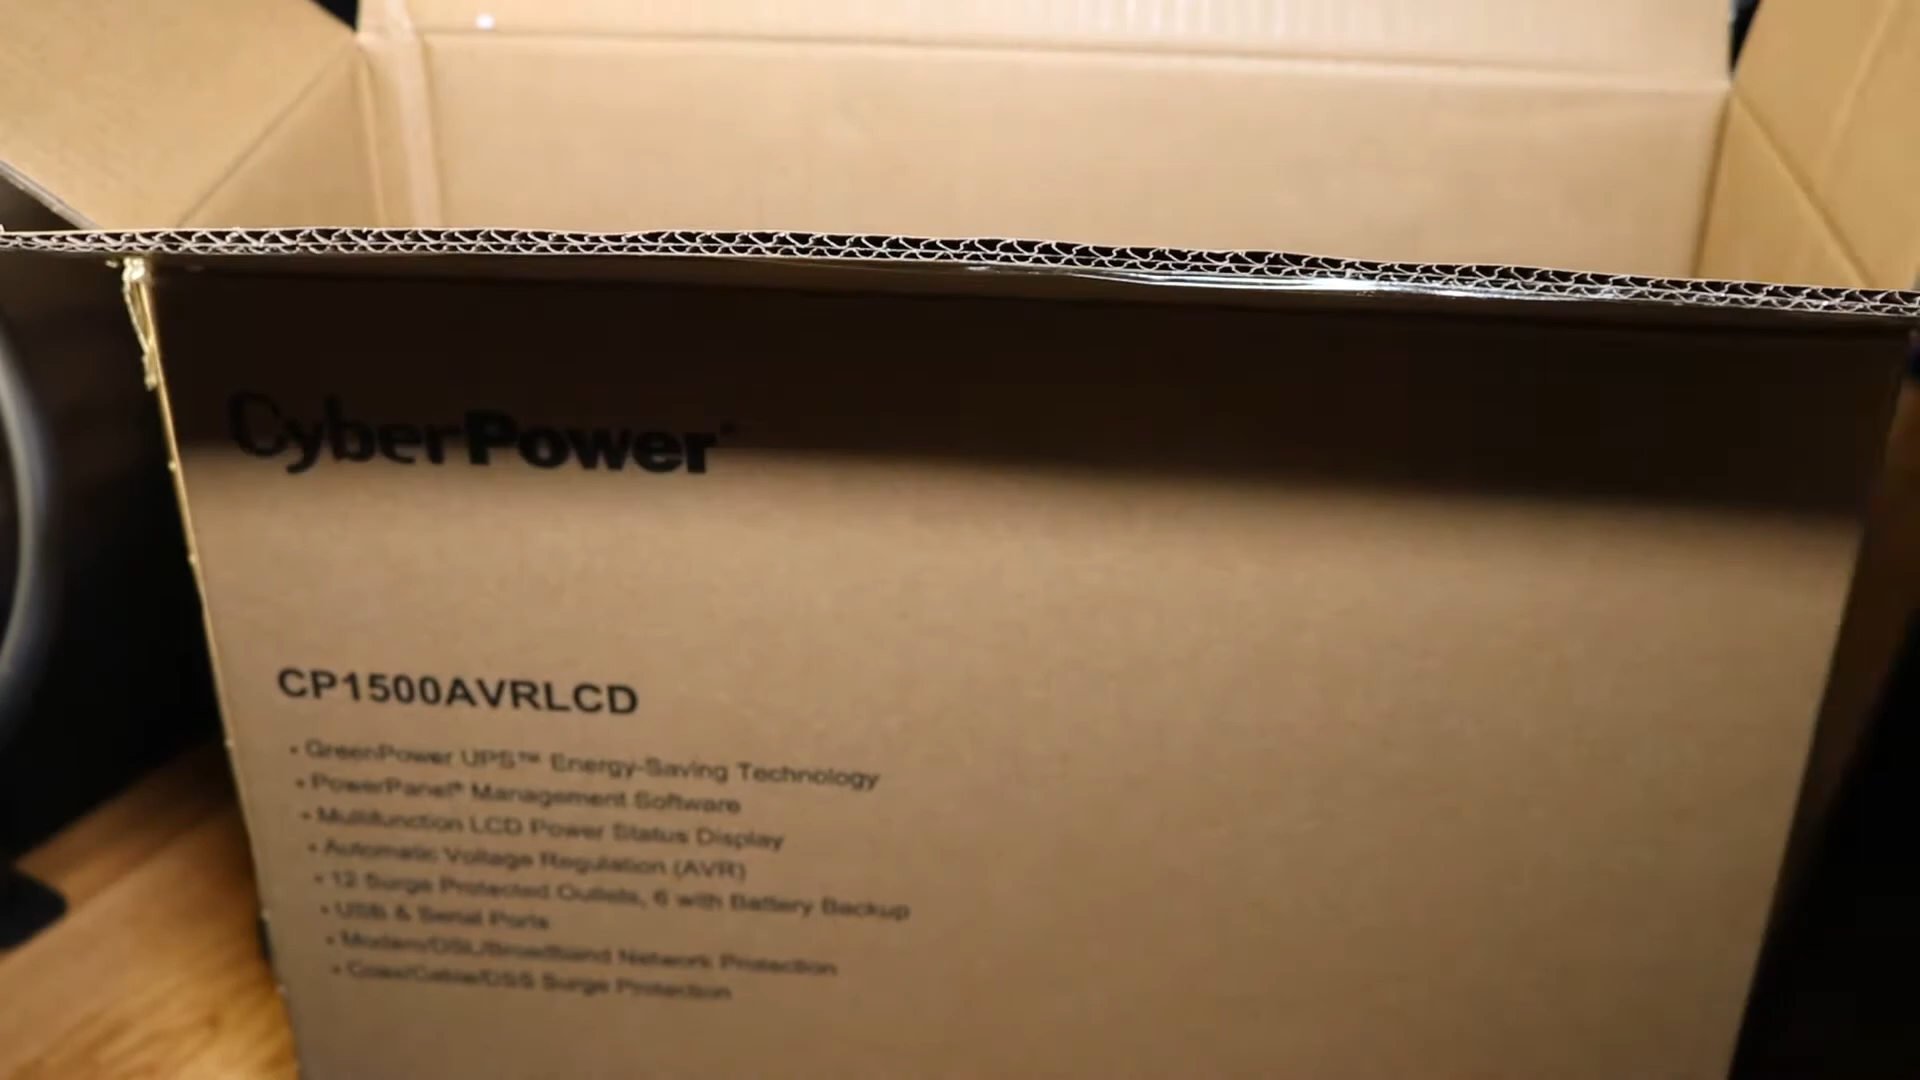 CyberPower®
CP1500AVRLCD
• GreenPower UPS™ Energy-Saving Technology
• PowerPanel® Management Software
• Multifunction LCD Power Status Display
• Automatic Voltage Regulation (AVR)
• 12 Surge Protected Outlets, 6 with Battery Backup
• USB & Serial Ports
• Modem/DSL/Broadband Network Protection
• Coax/Cable/DSS Surge Protection